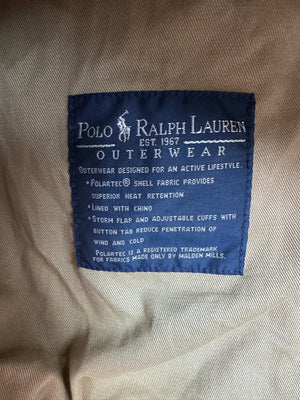 POLO RALPH LAUREN
EST. 1967
OUTERWEAR
OUTERWEAR DESIGNED FOR AN ACTIVE LIFESTYLE.
• POLARTEC® SHELL FABRIC PROVIDES
SUPERIOR HEAT RETENTION
• LINED WITH CHINO
• STORM FLAP AND ADJUSTABLE CUFFS WITH
BUTTON TAB REDUCE PENETRATION OF
WIND AND COLD
POLARTEC IS A REGISTERED TRADEMARK
FOR FABRICS MADE ONLY BY MALDEN MILLS.